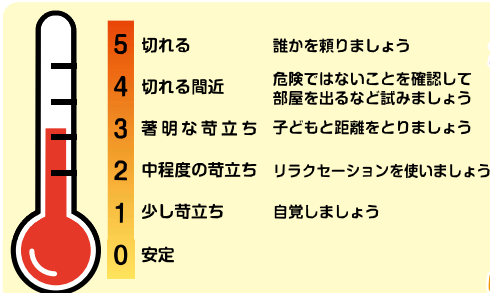 5 切れる 誰かを頼りましょう
4 切れる間近 危険ではないことを確認して
部屋を出るなど試みましょう
3 著明な苛立ち 子どもと距離をとりましょう
2 中程度の苛立ち リラクセーションを使いましょう
1 少し苛立ち 自覚しましょう
0 安定